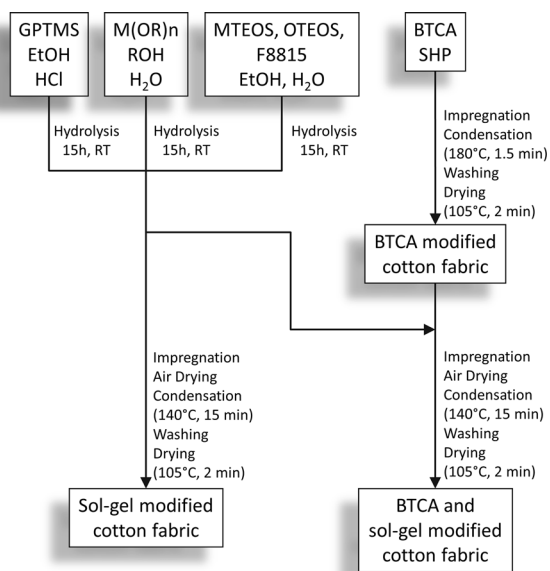 GPTMS
EtOH
HCl
M(OR)n
ROH
H₂O
MTEOS, OTEOS,
F8815
EtOH, H₂O
BTCA
SHP
Hydrolysis
15h, RT
Hydrolysis
15h, RT
Hydrolysis
15h, RT
Impregnation
Condensation
(180°C, 1.5 min)
Washing
Drying
(105°C, 2 min)
BTCA modified
cotton fabric
Impregnation
Air Drying
Condensation
(140°C, 15 min)
Washing
Drying
(105°C, 2 min)
Impregnation
Air Drying
Condensation
(140°C, 15 min)
Washing
Drying
(105°C, 2 min)
Sol-gel modified
cotton fabric
BTCA and
sol-gel modified
cotton fabric